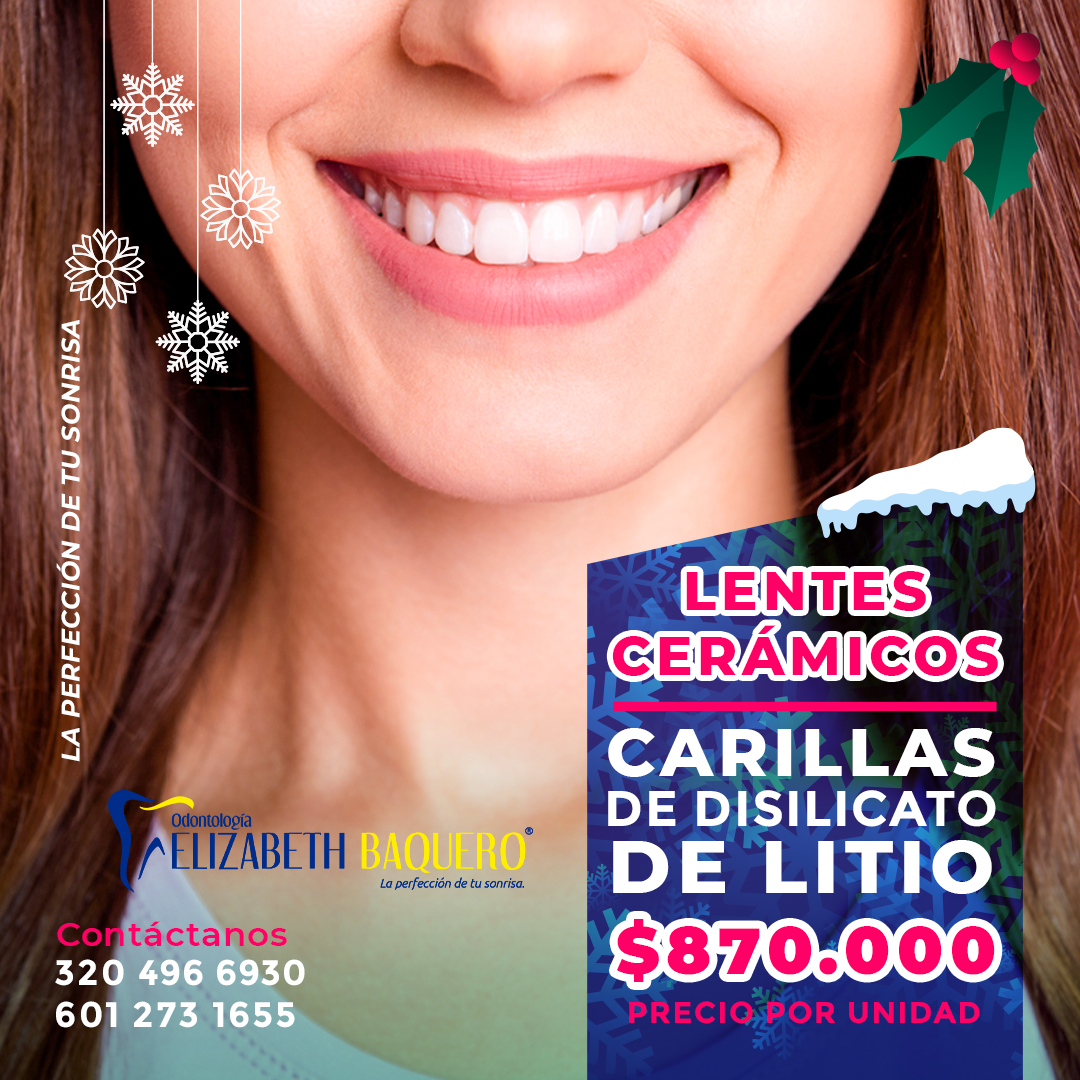 LA PERFECCIÓN DE TU SONRISA
LENTES
CERÁMICOS
CARILLAS
DE DISILICATO
DE LITIO
$870.000
PRECIO POR UNIDAD
Odontología
ELIZABETH BAQUERO®
La perfección de tu sonrisa.
Contáctanos
320 496 6930
601 273 1655